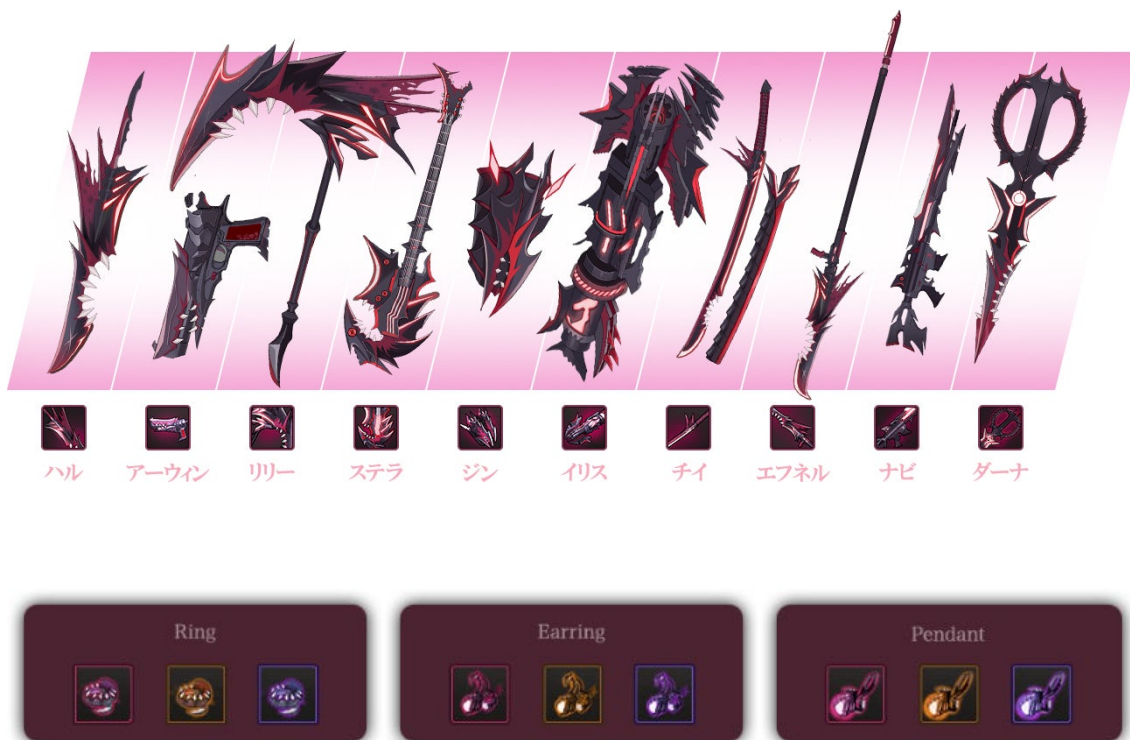 ハル アーウィン リリー ステラ ジン イリス チイ エフネル ナビ ダーナ
Ring Earring Pendant